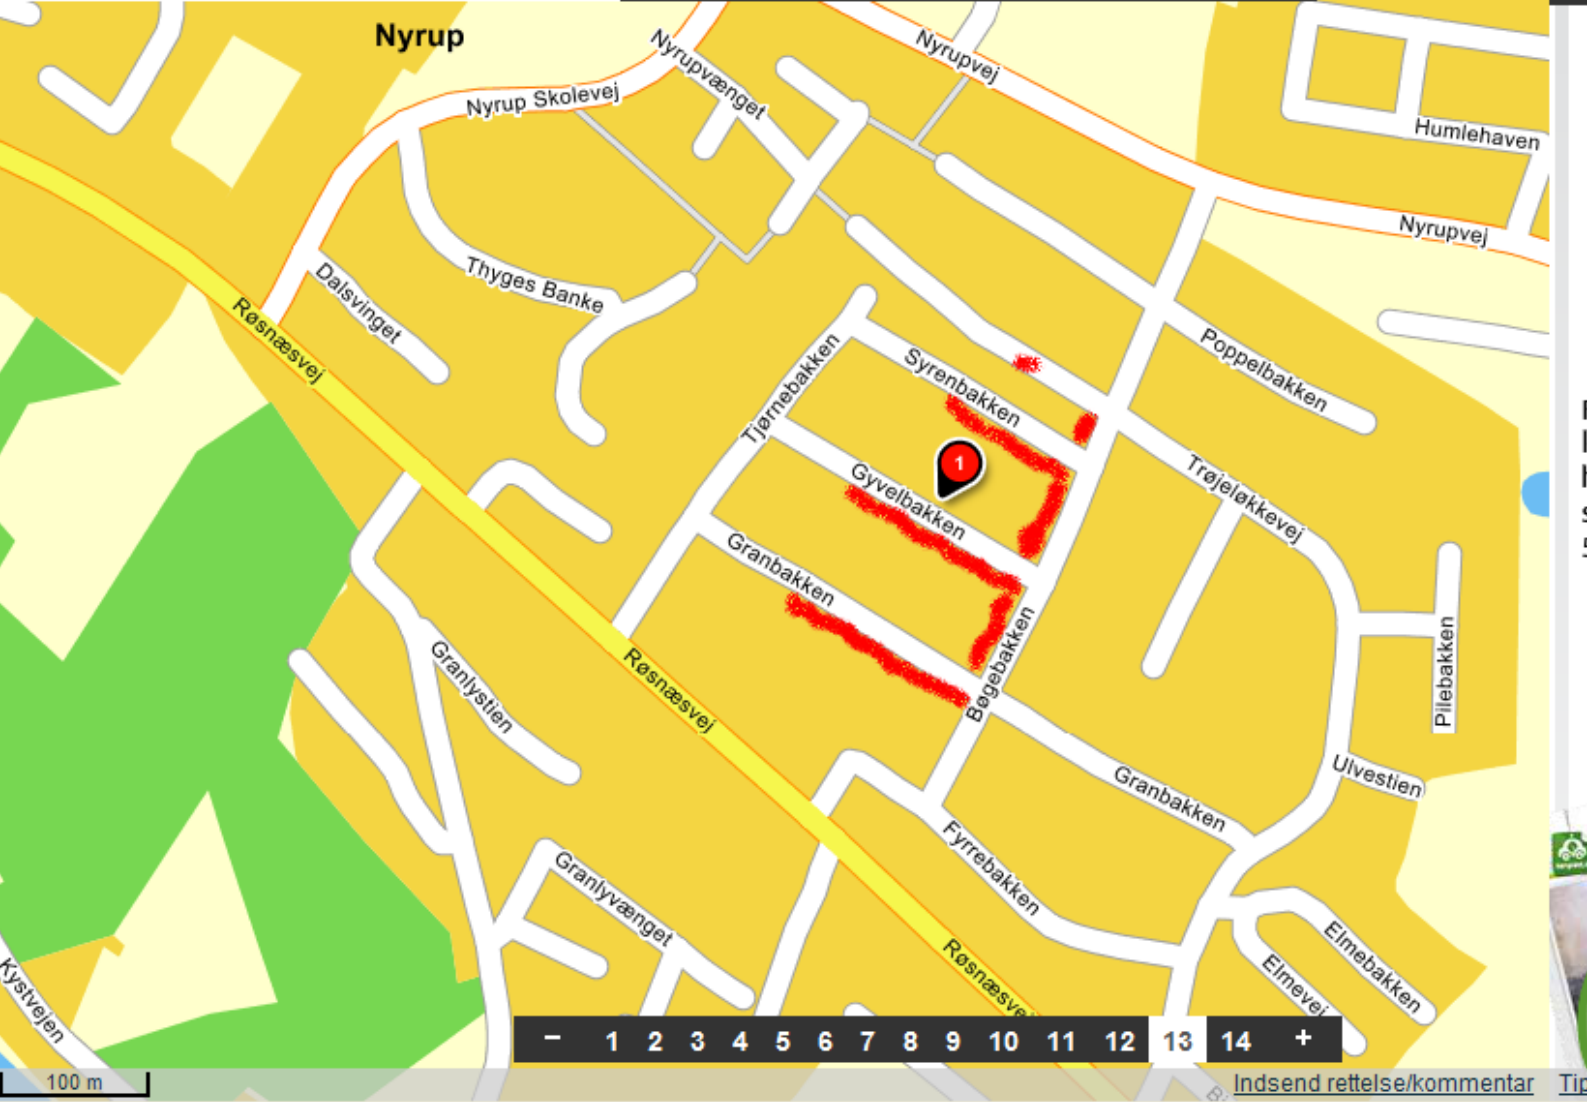 Nyrup
Nyrupvænget
Nyrupvej
Nyrup Skolevej
Humlehaven
Nyrupvej
Thyges Banke
Dalsvinget
Røsnæsvej
Tjørnebakken
Syrenbakken
Poppelbakken
1
Gyvelbakken
Trøjeløkkevej
Granbakken
Bøgebakken
Pilebakken
Granlystien
Røsnæsvej
Ulvestien
Granbakken
Fyrrebakken
Granlyvænget
Elmebakken
Røsnæsvej
Elmevej
Kystvejen
− 1 2 3 4 5 6 7 8 9 10 11 12 13 14 +
100 m
Indsend rettelse/kommentar